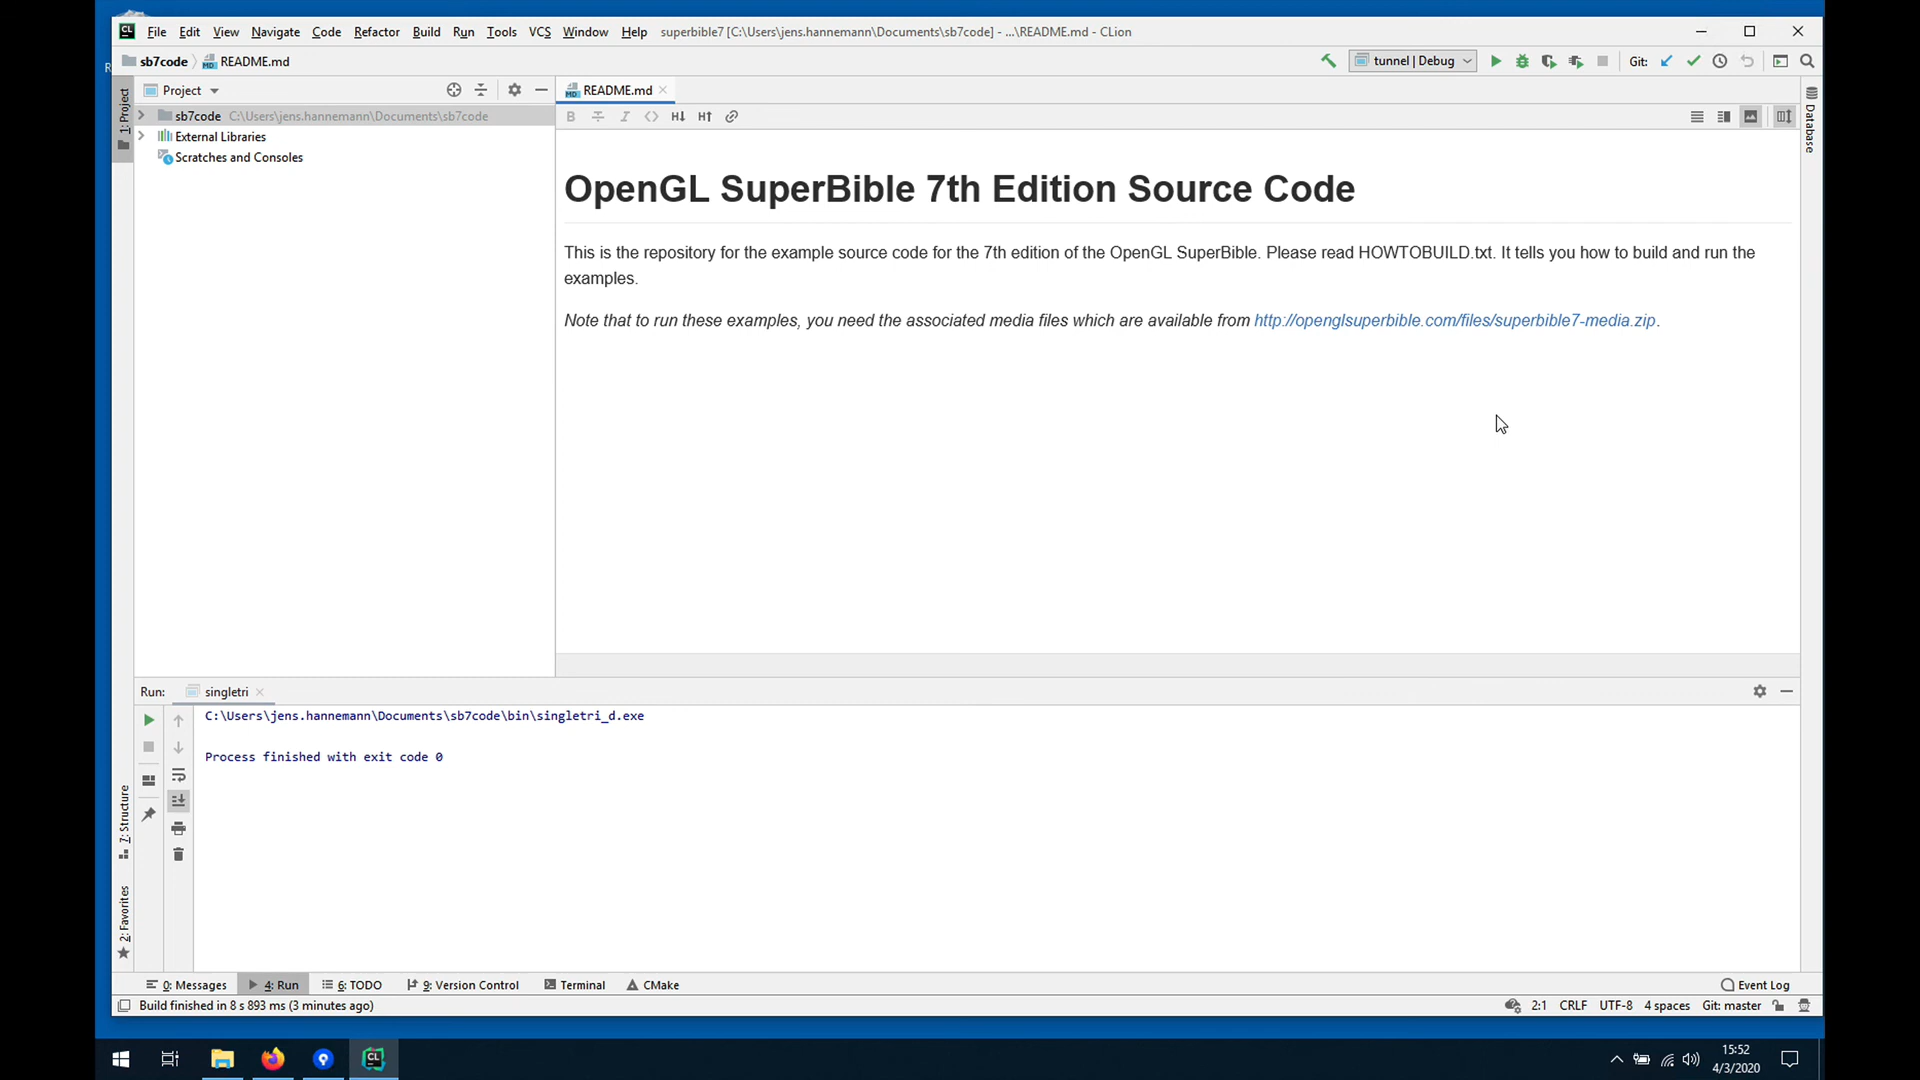 CL File Edit View Navigate Code Refactor Build Run Tools VCS Window Help superbible7 [C:\Users\jens.hannemann\Documents\sb7code] - ...\README.md - CLion
sb7code README.md tunnel | Debug Git:
1: Project
Project
README.md
sb7code C:\Users\jens.hannemann\Documents\sb7code
External Libraries
Scratches and Consoles
B I <> H↓ H↑
Database
OpenGL SuperBible 7th Edition Source Code
This is the repository for the example source code for the 7th edition of the OpenGL SuperBible. Please read HOWTOBUILD.txt. It tells you how to build and run the
examples.
Note that to run these examples, you need the associated media files which are available from http://openglsuperbible.com/files/superbible7-media.zip.
Run: singletri
C:\Users\jens.hannemann\Documents\sb7code\bin\singletri_d.exe
Process finished with exit code 0
7: Structure
2: Favorites
0: Messages 4: Run 6: TODO 9: Version Control Terminal CMake Event Log
Build finished in 8 s 893 ms (3 minutes ago) 2:1 CRLF UTF-8 4 spaces Git: master
CL
15:52
4/3/2020